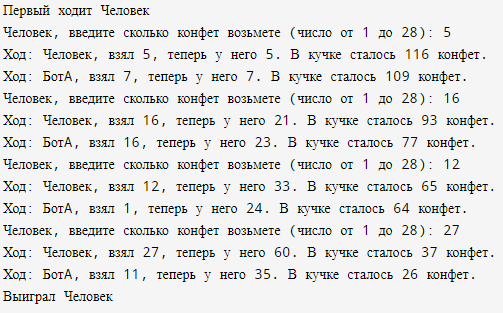 Первый ходит Человек
Человек, введите сколько конфет возьмете (число от 1 до 28): 5
Ход: Человек, взял 5, теперь у него 5. В кучке сталось 116 конфет.
Ход: БотА, взял 7, теперь у него 7. В кучке сталось 109 конфет.
Человек, введите сколько конфет возьмете (число от 1 до 28): 16
Ход: Человек, взял 16, теперь у него 21. В кучке сталось 93 конфет.
Ход: БотА, взял 16, теперь у него 23. В кучке сталось 77 конфет.
Человек, введите сколько конфет возьмете (число от 1 до 28): 12
Ход: Человек, взял 12, теперь у него 33. В кучке сталось 65 конфет.
Ход: БотА, взял 1, теперь у него 24. В кучке сталось 64 конфет.
Человек, введите сколько конфет возьмете (число от 1 до 28): 27
Ход: Человек, взял 27, теперь у него 60. В кучке сталось 37 конфет.
Ход: БотА, взял 11, теперь у него 35. В кучке сталось 26 конфет.
Выиграл Человек